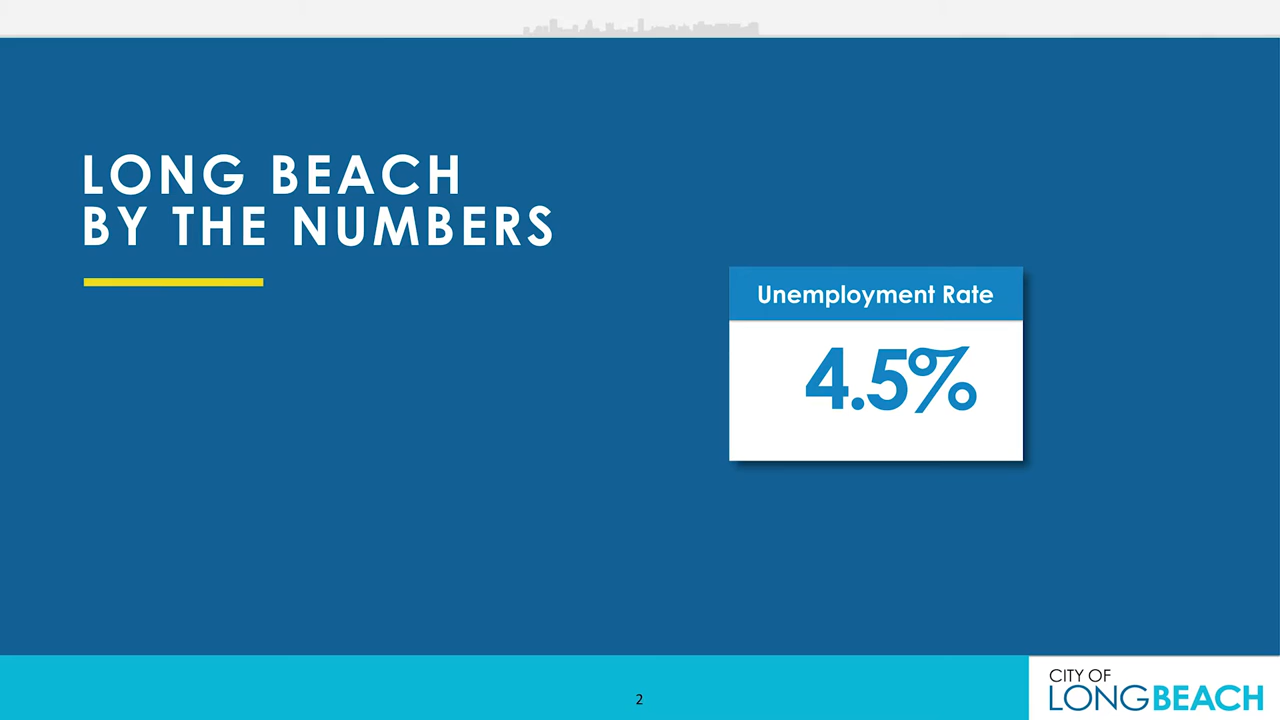 LONG BEACH
BY THE NUMBERS
Unemployment Rate
4.5%
2
CITY OF
LONGBEACH